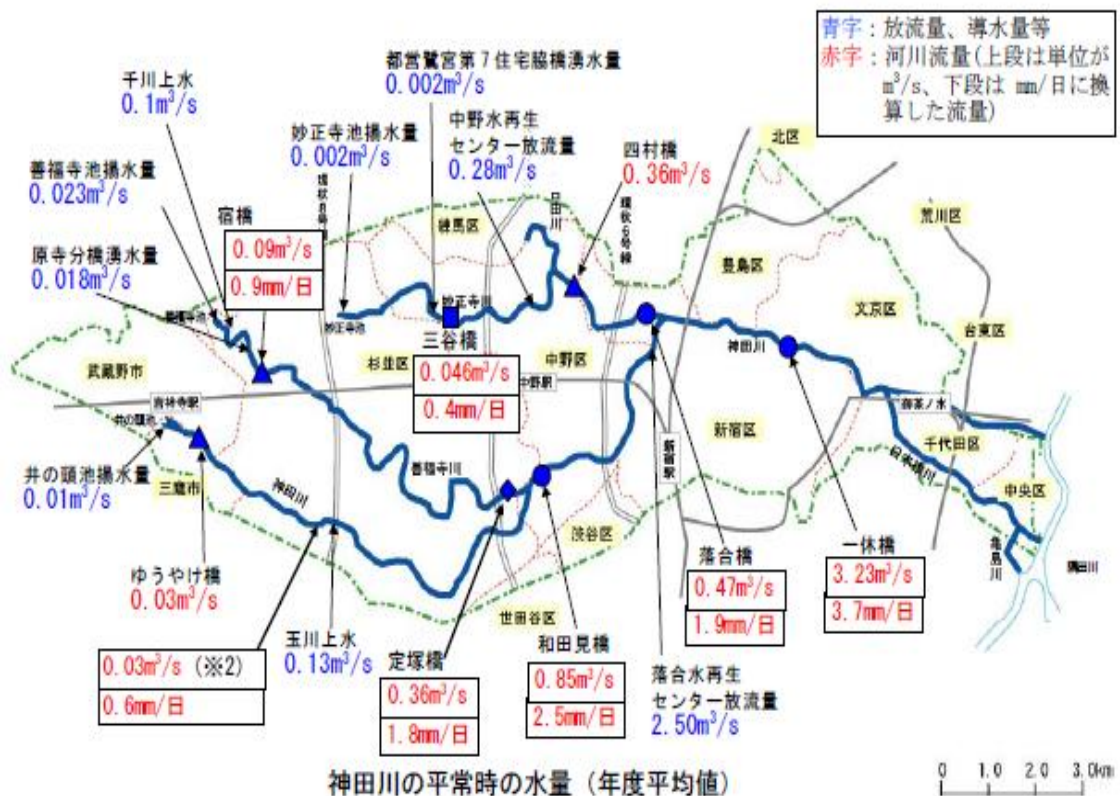 青字：放流量、導水量等
赤字：河川流量(上段は単位が
m³/s、下段は mm/日に換
算した流量)
都営鷺宮第７住宅脇橋湧水量
0.002m³/s
千川上水
0.1m³/s
妙正寺池揚水量
0.002m³/s
中野水再生
センター放流量
0.28m³/s
四村橋
0.36m³/s
善福寺池揚水量
0.023m³/s
宿橋
0.09m³/s
0.9mm/日
原寺分橋湧水量
0.018m³/s
北区
荒川区
練馬区
豊島区
文京区
台東区
妙正寺川
妙正寺池
三谷橋
0.046m³/s
0.4mm/日
杉並区
中野区
中野駅
神田川
武蔵野市
吉祥寺駅
井の頭池
御茶ノ水
新宿区
新宿駅
千代田区
日本橋川
中央区
亀島川
隅田川
井の頭池揚水量
0.01m³/s
三鷹市
神田川
善福寺川
渋谷区
世田谷区
ゆうやけ橋
0.03m³/s
0.03m³/s (※2)
0.6mm/日
玉川上水
0.13m³/s
定塚橋
0.36m³/s
1.8mm/日
和田見橋
0.85m³/s
2.5mm/日
落合橋
0.47m³/s
1.9mm/日
落合水再生
センター放流量
2.50m³/s
一休橋
3.23m³/s
3.7mm/日
神田川の平常時の水量（年度平均値）
0 1.0 2.0 3.0km